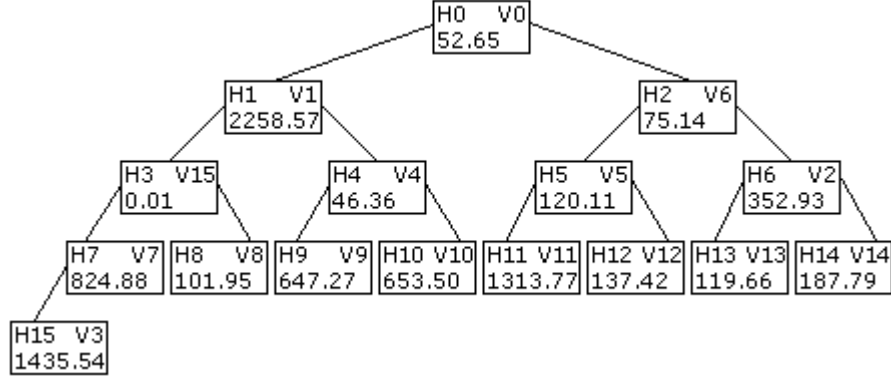 H0 V0
52.65
H1 V1
2258.57
H2 V6
75.14
H3 V15
0.01
H4 V4
46.36
H5 V5
120.11
H6 V2
352.93
H7 V7
824.88
H8 V8
101.95
H9 V9
647.27
H10 V10
653.50
H11 V11
1313.77
H12 V12
137.42
H13 V13
119.66
H14 V14
187.79
H15 V3
1435.54